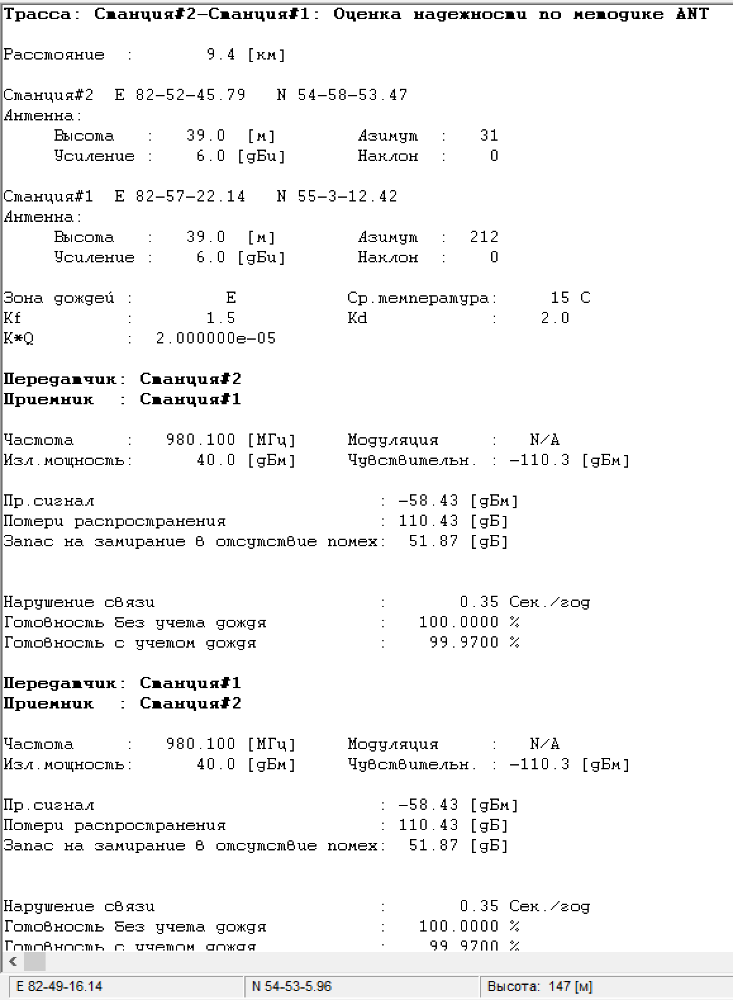 Трасса: Станция#2-Станция#1: Оценка надежности по методике ANT
Расстояние : 9.4 [км]
Станция#2 E 82-52-45.79 N 54-58-53.47
Антенна:
Высота : 39.0 [м] Азимут : 31
Усиление : 6.0 [дБи] Наклон : 0
Станция#1 E 82-57-22.14 N 55-3-12.42
Антенна:
Высота : 39.0 [м] Азимут : 212
Усиление : 6.0 [дБи] Наклон : 0
Зона дождей : E Ср.температура: 15 C
Kf : 1.5 Kd : 2.0
K*Q : 2.000000e-05
Передатчик: Станция#2
Приемник : Станция#1
Частота : 980.100 [МГц] Модуляция : N/A
Изл.мощность: 40.0 [дБм] Чувствительн. : -110.3 [дБм]
Пр.сигнал : -58.43 [дБм]
Потери распространения : 110.43 [дБ]
Запас на замирание в отсутствие помех: 51.87 [дБ]
Нарушение связи : 0.35 Сек./год
Готовность без учета дождя : 100.0000 %
Готовность с учетом дождя : 99.9700 %
Передатчик: Станция#1
Приемник : Станция#2
Частота : 980.100 [МГц] Модуляция : N/A
Изл.мощность: 40.0 [дБм] Чувствительн. : -110.3 [дБм]
Пр.сигнал : -58.43 [дБм]
Потери распространения : 110.43 [дБ]
Запас на замирание в отсутствие помех: 51.87 [дБ]
Нарушение связи : 0.35 Сек./год
Готовность без учета дождя : 100.0000 %
Готовность с учетом дождя : 99.9700 %
E 82-49-16.14 N 54-53-5.96 Высота: 147 [м]